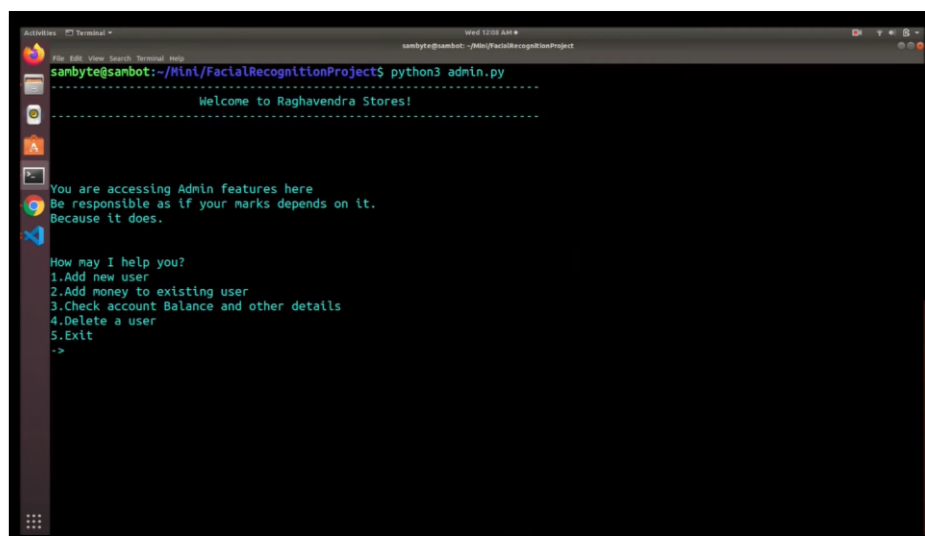 Activities Terminal Wed 12:08 AM
sambyte@sambot: ~/Mini/FacialRecognitionProject
File Edit View Search Terminal Help
sambyte@sambot:~/Mini/FacialRecognitionProject$ python3 admin.py
---------------------------------------------------------------------
Welcome to Raghavendra Stores!
---------------------------------------------------------------------
You are accessing Admin features here
Be responsible as if your marks depends on it.
Because it does.
How may I help you?
1.Add new user
2.Add money to existing user
3.Check account Balance and other details
4.Delete a user
5.Exit
->